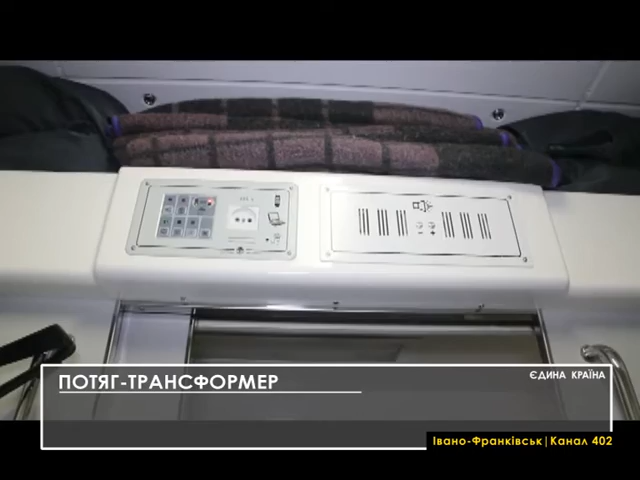 ПОТЯГ-ТРАНСФОРМЕР
ЄДИНА КРАЇНА
Івано-Франківськ|Канал 402